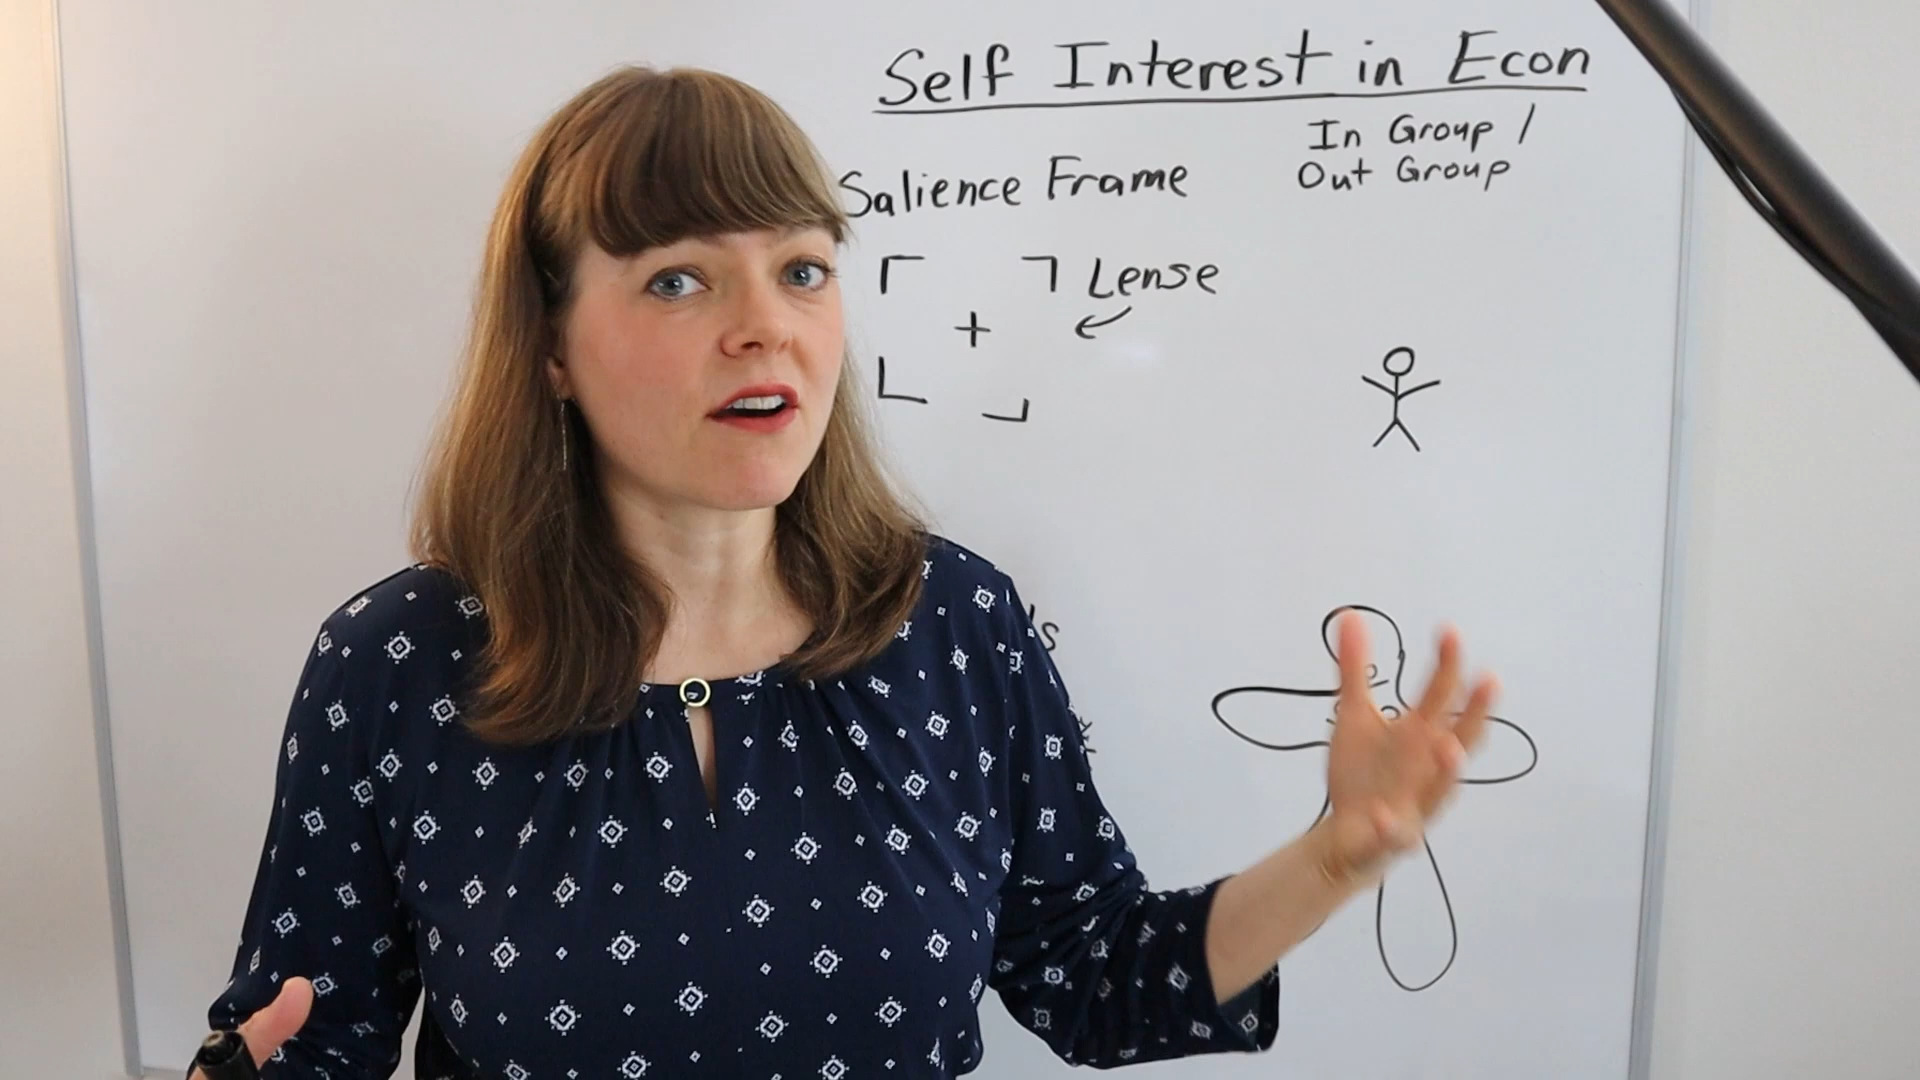 Self Interest in Econ
In Group /
Out Group
Salience Frame
Lense